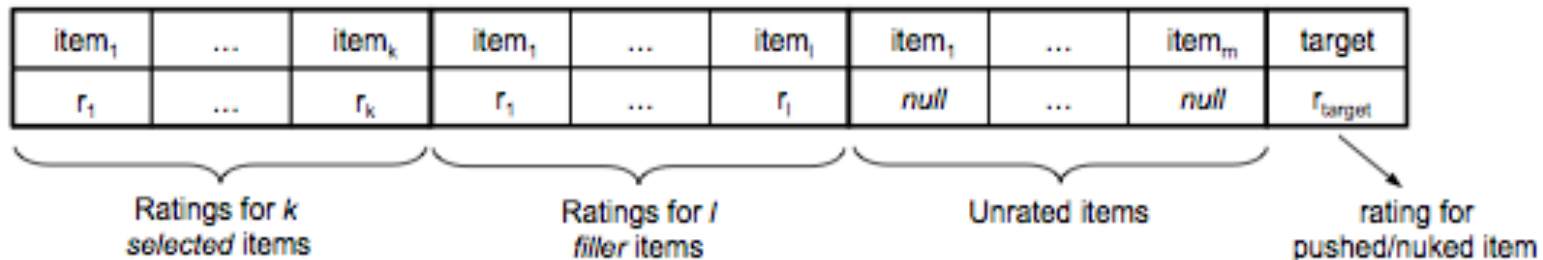 item₁ ... itemₖ item₁ ... itemₗ item₁ ... itemₘ target
r₁ ... rₖ r₁ ... rₗ null ... null r_target
Ratings for k selected items
Ratings for l filler items
Unrated items
rating for pushed/nuked item